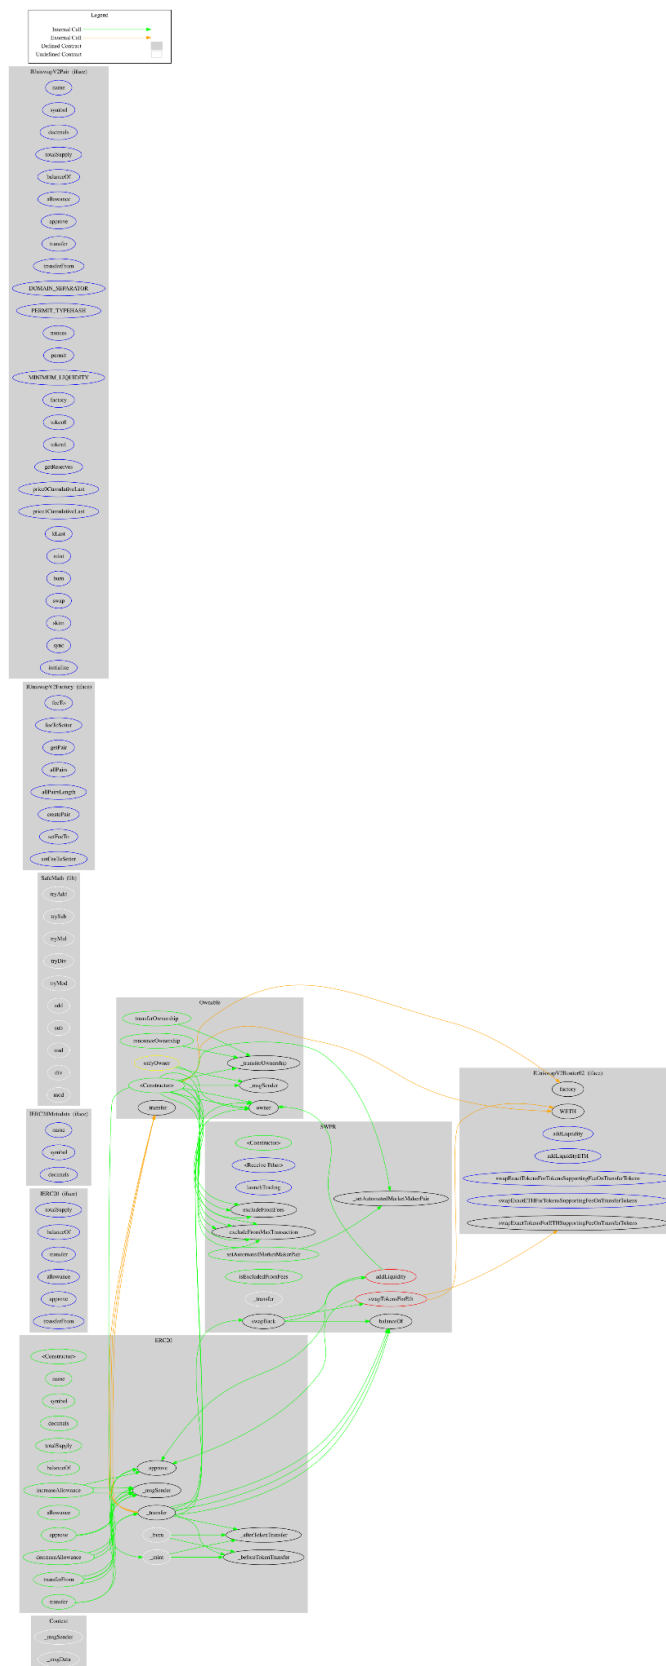 Legend
Internal Call
External Call
Defined Contract
Undefined Contract
IUniswapV2Pair (iface)
name
symbol
decimals
totalSupply
balanceOf
allowance
approve
transfer
transferFrom
DOMAIN_SEPARATOR
PERMIT_TYPEHASH
nonces
permit
MINIMUM_LIQUIDITY
factory
token0
token1
getReserves
price0CumulativeLast
price1CumulativeLast
kLast
mint
burn
swap
skim
sync
initialize
IUniswapV2Factory (iface)
feeTo
feeToSetter
getPair
allPairs
allPairsLength
createPair
setFeeTo
setFeeToSetter
SafeMath (lib)
tryAdd
trySub
tryMul
tryDiv
tryMod
add
sub
mul
div
mod
Ownable
transferOwnership
renounceOwnership
onlyOwner
<Constructor>
transfer
_transferOwnership
_msgSender
owner
IUniswapV2Router02 (iface)
factory
WETH
addLiquidity
addLiquidityETH
swapExactTokensForTokensSupportingFeeOnTransferTokens
swapExactETHForTokensSupportingFeeOnTransferTokens
swapExactTokensForETHSupportingFeeOnTransferTokens
IERC20Metadata (iface)
name
symbol
decimals
SWPR
<Constructor>
<Receive Ether>
launchTrading
excludeFromFees
excludeFromMaxTransaction
setAutomatedMarketMakerPair
isExcludedFromFees
_transfer
swapBack
_setAutomatedMarketMakerPair
addLiquidity
swapTokensForEth
balanceOf
IERC20 (iface)
totalSupply
balanceOf
transfer
allowance
approve
transferFrom
ERC20
<Constructor>
name
symbol
decimals
totalSupply
balanceOf
increaseAllowance
allowance
approve
decreaseAllowance
transferFrom
transfer
_approve
_msgSender
_transfer
_burn
_mint
_afterTokenTransfer
_beforeTokenTransfer
Context
_msgSender
_msgData